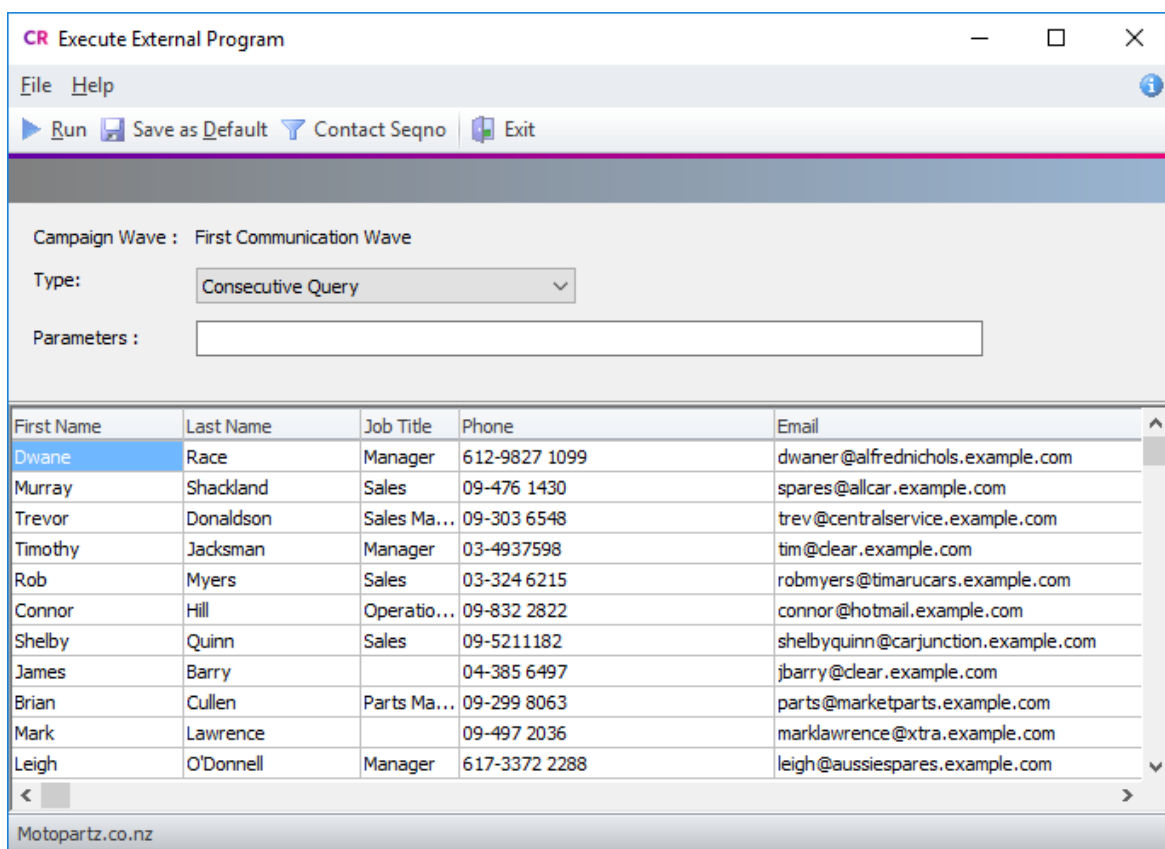 CR Execute External Program
File Help
Run Save as Default Contact Seqno Exit
Campaign Wave : First Communication Wave
Type: Consecutive Query
Parameters :
First Name Last Name Job Title Phone Email
Dwane Race Manager 612-9827 1099 dwaner@alfrednichols.example.com
Murray Shackland Sales 09-476 1430 spares@allcar.example.com
Trevor Donaldson Sales Ma... 09-303 6548 trev@centralservice.example.com
Timothy Jacksman Manager 03-4937598 tim@clear.example.com
Rob Myers Sales 03-324 6215 robmyers@timarucars.example.com
Connor Hill Operatio... 09-832 2822 connor@hotmail.example.com
Shelby Quinn Sales 09-5211182 shelbyquinn@carjunction.example.com
James Barry 04-385 6497 jbarry@clear.example.com
Brian Cullen Parts Ma... 09-299 8063 parts@marketparts.example.com
Mark Lawrence 09-497 2036 marklawrence@xtra.example.com
Leigh O'Donnell Manager 617-3372 2288 leigh@aussiespares.example.com
Motopartz.co.nz